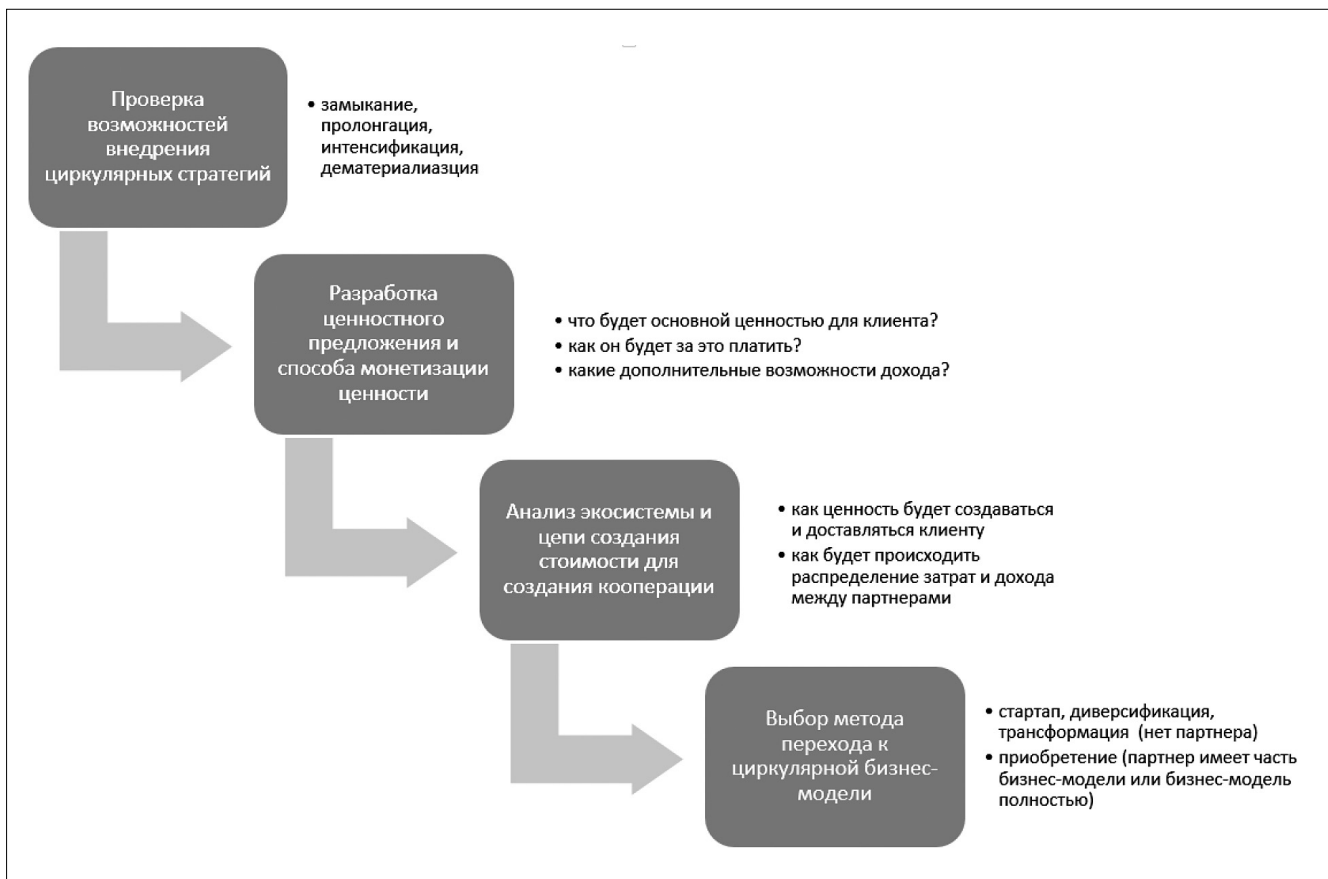 Проверка
возможностей
внедрения
циркулярных стратегий
• замыкание,
пролонгация,
интенсификация,
дематериалиазция
Разработка
ценностного
предложения и
способа монетизации
ценности
• что будет основной ценностью для клиента?
• как он будет за это платить?
• какие дополнительные возможности дохода?
Анализ экосистемы и
цепи создания
стоимости для
создания кооперации
• как ценность будет создаваться
и доставляться клиенту
• как будет происходить
распределение затрат и дохода
между партнерами
Выбор метода
перехода к
циркулярной бизнес-
модели
• стартап, диверсификация,
трансформация (нет партнера)
• приобретение (партнер имеет часть
бизнес-модели или бизнес-модель
полностью)